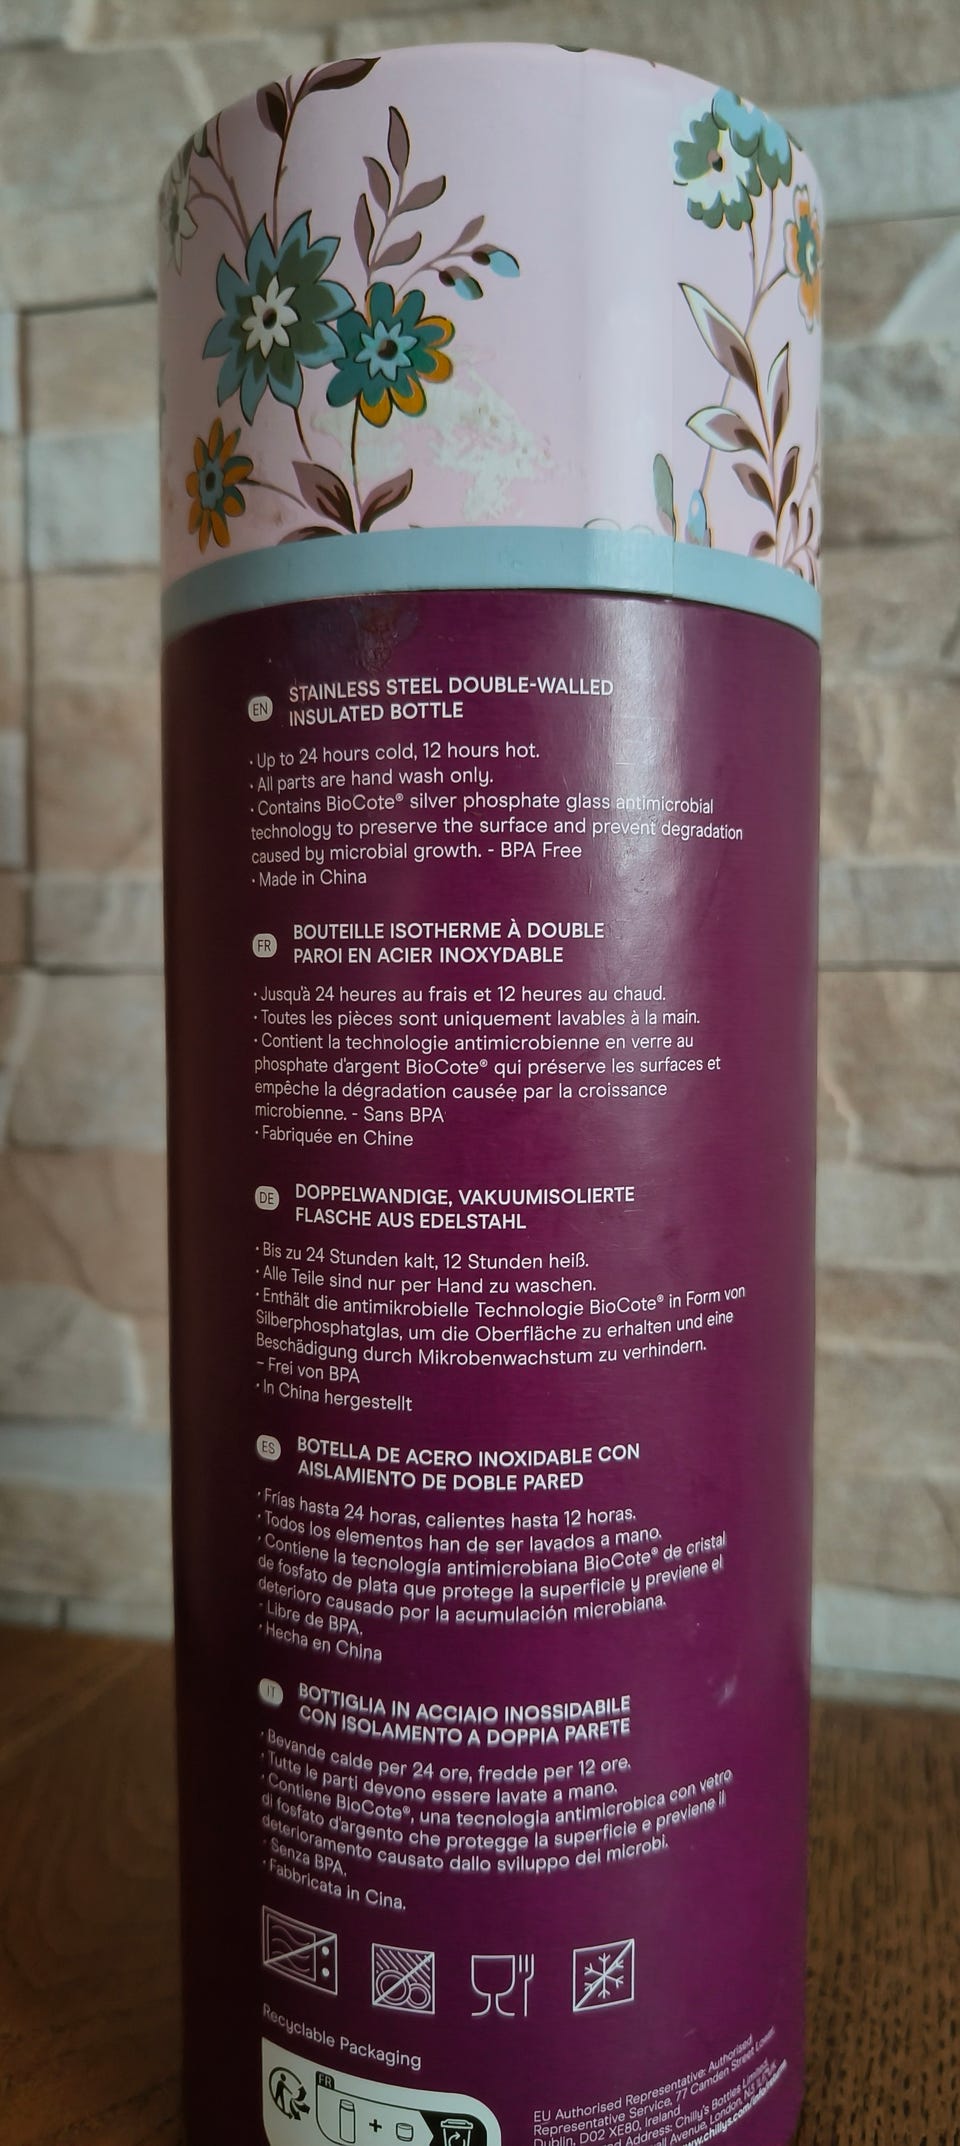 EN
STAINLESS STEEL DOUBLE-WALLED
INSULATED BOTTLE
· Up to 24 hours cold, 12 hours hot.
· All parts are hand wash only.
· Contains BioCote® silver phosphate glass antimicrobial
technology to preserve the surface and prevent degradation
caused by microbial growth. - BPA Free
· Made in China
FR
BOUTEILLE ISOTHERME À DOUBLE
PAROI EN ACIER INOXYDABLE
· Jusqu'à 24 heures au frais et 12 heures au chaud.
· Toutes les pièces sont uniquement lavables à la main.
· Contient la technologie antimicrobienne en verre au
phosphate d'argent BioCote® qui préserve les surfaces et
empêche la dégradation causée par la croissance
microbienne. - Sans BPA
· Fabriquée en Chine
DE
DOPPELWANDIGE, VAKUUMISOLIERTE
FLASCHE AUS EDELSTAHL
· Bis zu 24 Stunden kalt, 12 Stunden heiß.
· Alle Teile sind nur per Hand zu waschen.
· Enthält die antimikrobielle Technologie BioCote® in Form von
Silberphosphatglas, um die Oberfläche zu erhalten und eine
Beschädigung durch Mikrobenwachstum zu verhindern.
– Frei von BPA
· In China hergestellt
ES
BOTELLA DE ACERO INOXIDABLE CON
AISLAMIENTO DE DOBLE PARED
· Frías hasta 24 horas, calientes hasta 12 horas.
· Todos los elementos han de ser lavados a mano.
· Contiene la tecnología antimicrobiana BioCote® de cristal
de fosfato de plata que protege la superficie y previene el
deterioro causado por la acumulación microbiana.
- Libre de BPA.
· Hecha en China
IT
BOTTIGLIA IN ACCIAIO INOSSIDABILE
CON ISOLAMENTO A DOPPIA PARETE
· Bevande calde per 24 ore, fredde per 12 ore.
· Tutte le parti devono essere lavate a mano.
· Contiene BioCote®, una tecnologia antimicrobica con vetro
di fosfato d'argento che protegge la superficie e previene il
deterioramento causato dallo sviluppo dei microbi.
· Senza BPA.
· Fabbricata in Cina.
Recyclable Packaging
FR
+
EU Authorised Representative: Authorised
Representative Service, 77 Camden Street Lower,
Dublin, D02 XE80, Ireland
Address: Chilly's Bottles Limited,
Avenue, London, N3
www.chillys.com/info/returns